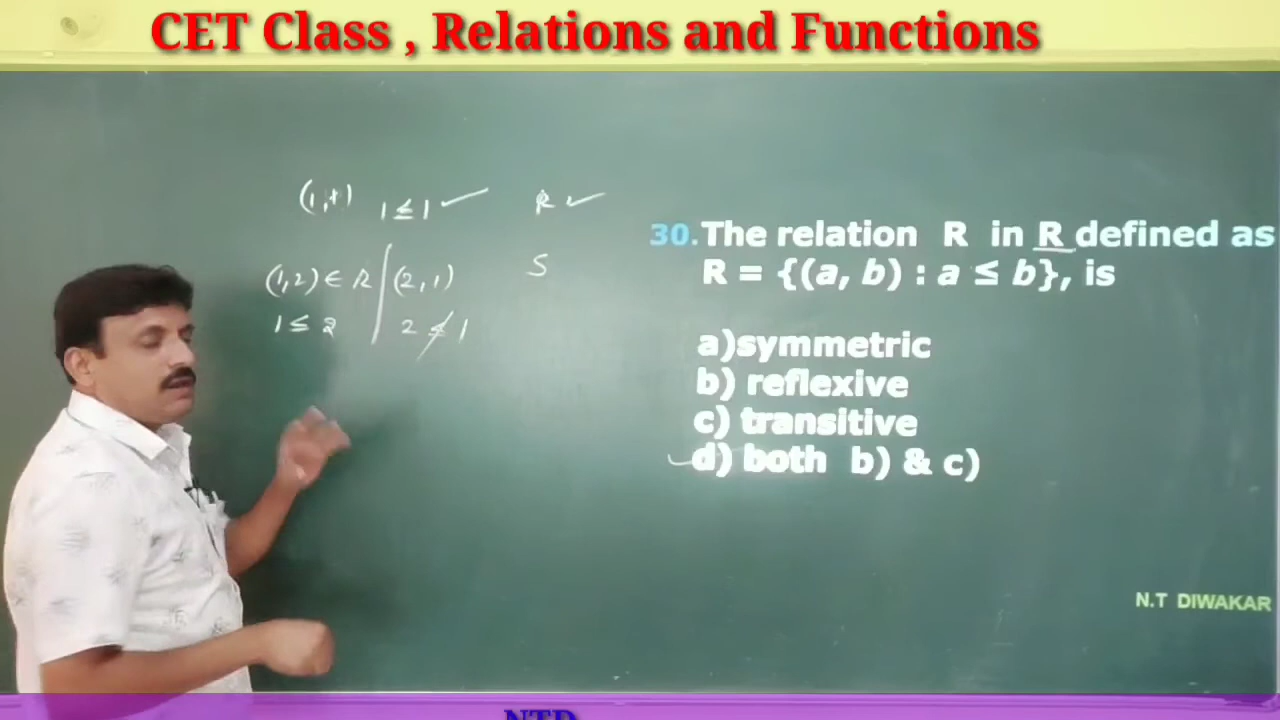 CET Class , Relations and Functions
(1,1) 1 ≤ 1 ✓ R ✓
(1,2) ∈ R | (2,1) S
1 ≤ 2 | 2 ≰ 1
30. The relation R in R defined as
R = {(a, b) : a ≤ b}, is
a)symmetric
b) reflexive
c) transitive
d) both b) & c)
N.T DIWAKAR
NTD